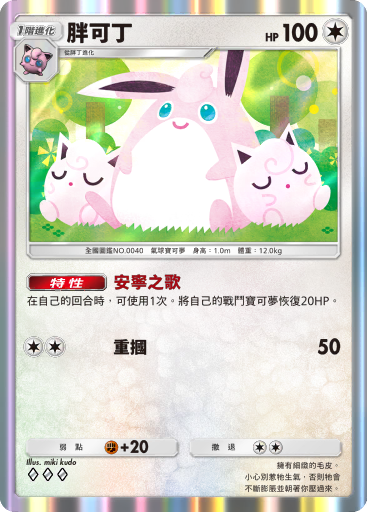 1階進化 胖可丁 HP 100
從胖丁進化
全國圖鑑NO.0040 氣球寶可夢 身高：1.0m 體重：12.0kg
特性 安寧之歌
在自己的回合時，可使用1次。將自己的戰鬥寶可夢恢復20HP。
重摑 50
弱點 +20 撤退
Illus. miki kudo
擁有細緻的毛皮。
小心別惹牠生氣，否則牠會
不斷膨脹並朝著你壓過來。